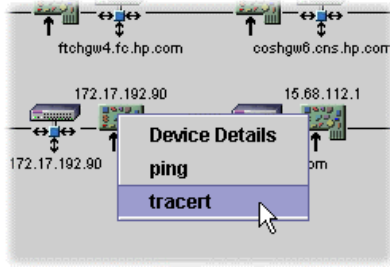 ftchgw4.fc.hp.com
coshgw6.cns.hp.com
172.17.192.90
15.68.112.1
172.17.192.90
Device Details
ping
tracert